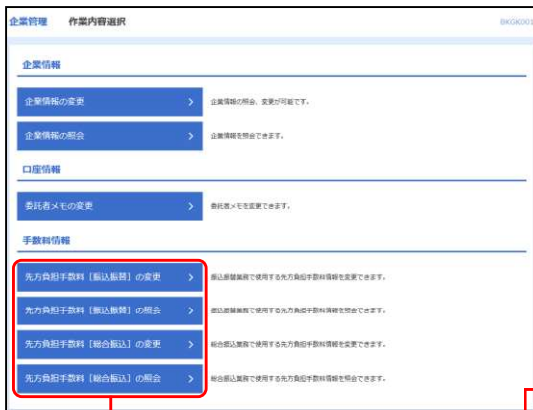 企業管理 作業内容選択 BKGK001
企業情報
企業情報の変更 企業情報の照会、変更が可能です。
企業情報の照会 企業情報を照会できます。
口座情報
委託者メモの変更 委託者メモを変更できます。
手数料情報
先方負担手数料［振込振替］の変更 振込振替業務で使用する先方負担手数料情報を変更できます。
先方負担手数料［振込振替］の照会 振込振替業務で使用する先方負担手数料情報を照会できます。
先方負担手数料［総合振込］の変更 総合振込業務で使用する先方負担手数料情報を変更できます。
先方負担手数料［総合振込］の照会 総合振込業務で使用する先方負担手数料情報を照会できます。